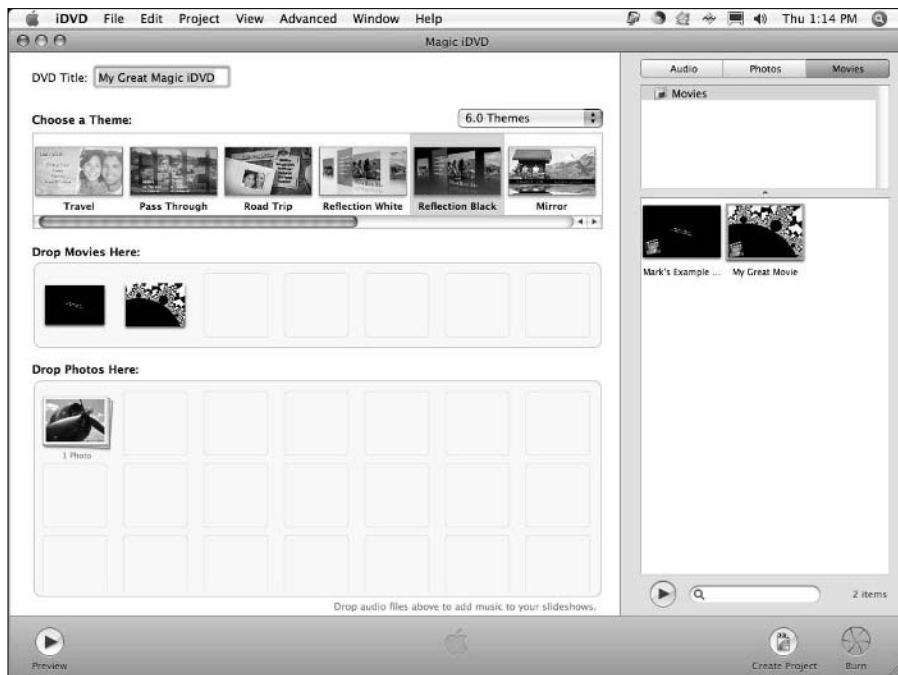 iDVD File Edit Project View Advanced Window Help Thu 1:14 PM
Magic iDVD
DVD Title: My Great Magic iDVD
Choose a Theme: 6.0 Themes
Travel Pass Through Road Trip Reflection White Reflection Black Mirror
Drop Movies Here:
Drop Photos Here:
1 Photo
Drop audio files above to add music to your slideshows.
Audio Photos Movies
Movies
Mark's Example ... My Great Movie
2 items
Preview Create Project Burn